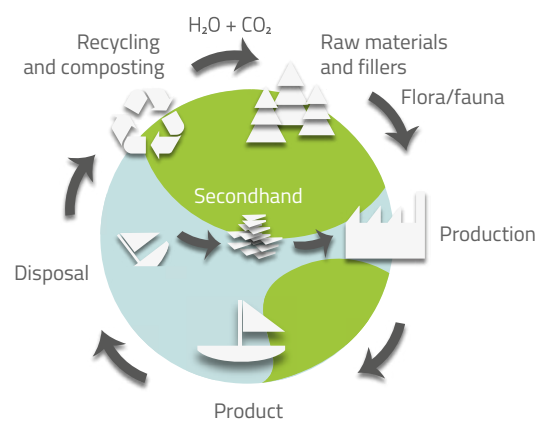 H₂O + CO₂
Recycling
and composting
Raw materials
and fillers
Flora/fauna
Secondhand
Production
Disposal
Product